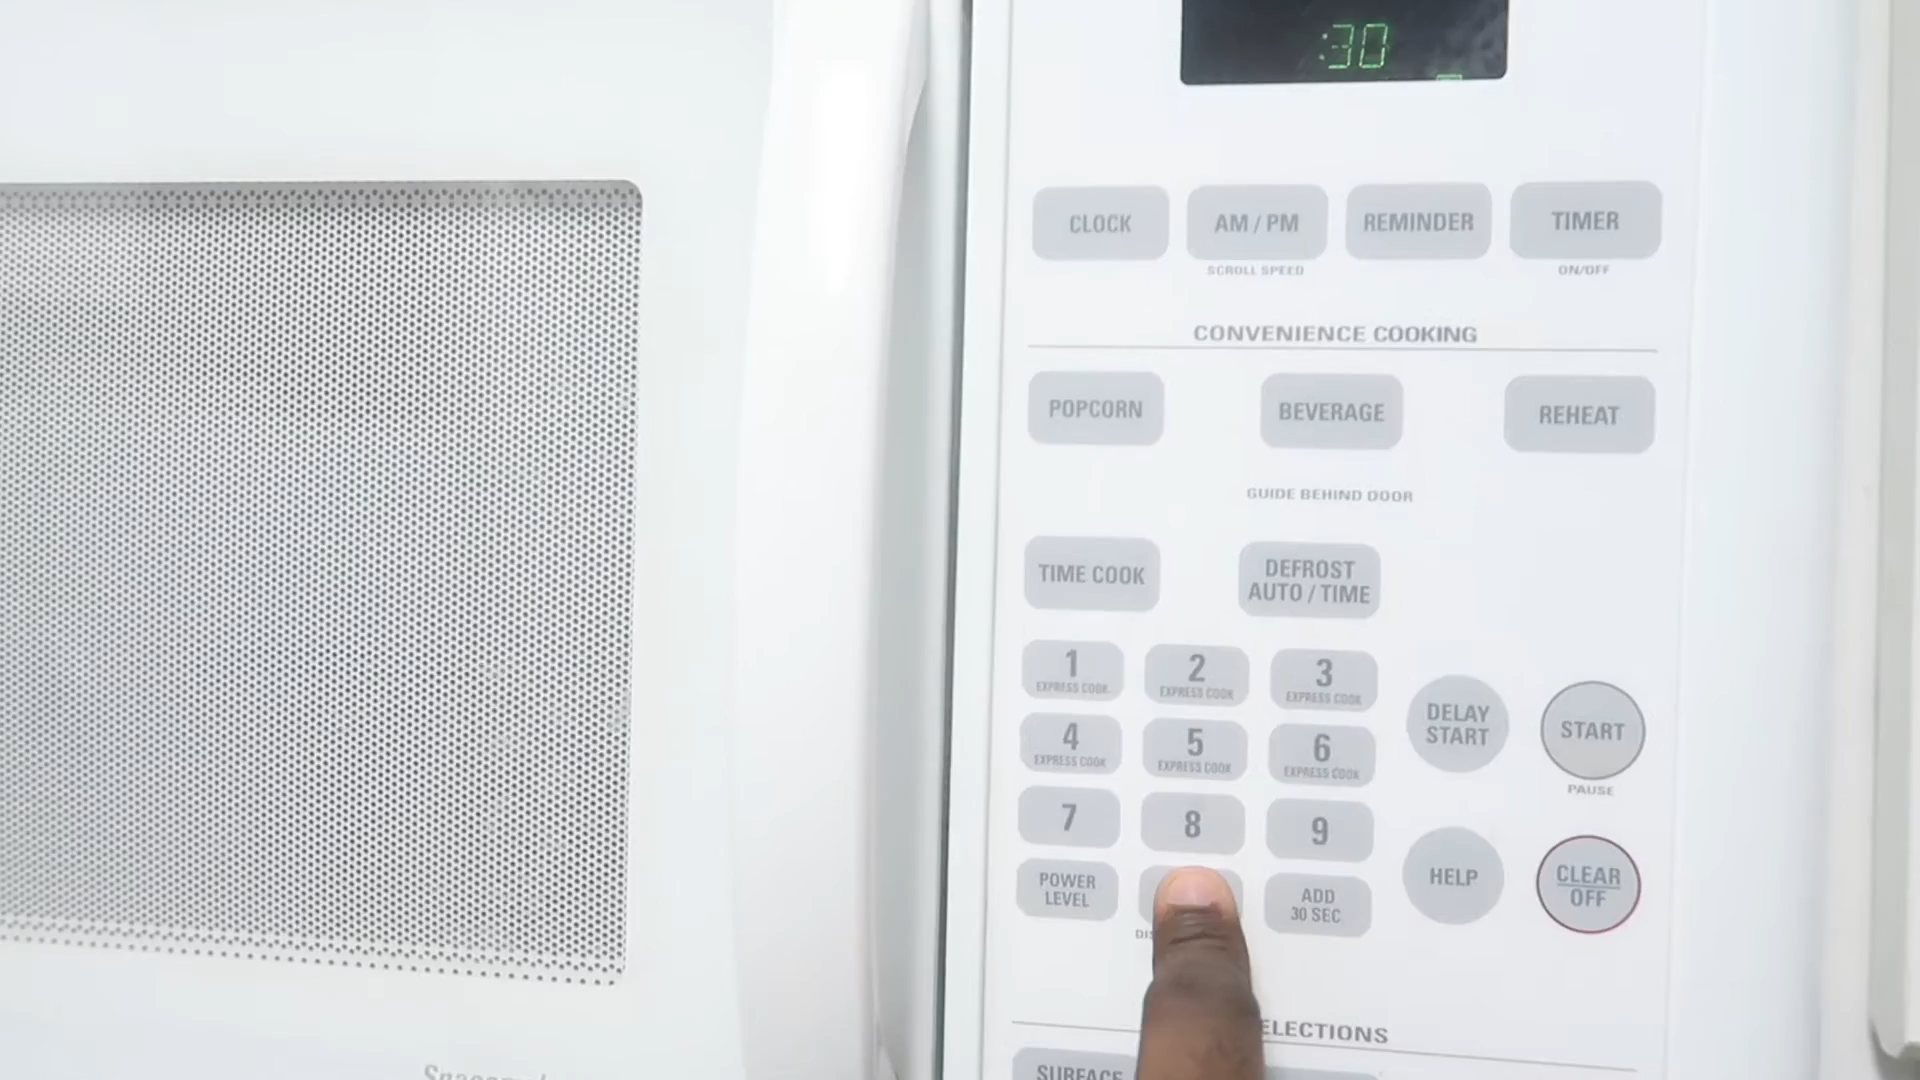 :30
CLOCK
AM / PM
REMINDER
TIMER
SCROLL SPEED
ON/OFF
CONVENIENCE COOKING
POPCORN
BEVERAGE
REHEAT
GUIDE BEHIND DOOR
TIME COOK
DEFROST
AUTO / TIME
1
EXPRESS COOK
2
EXPRESS COOK
3
EXPRESS COOK
DELAY
START
START
PAUSE
4
EXPRESS COOK
5
EXPRESS COOK
6
EXPRESS COOK
7
8
9
HELP
CLEAR
OFF
POWER
LEVEL
ADD
30 SEC
ELECTIONS
SURFACE